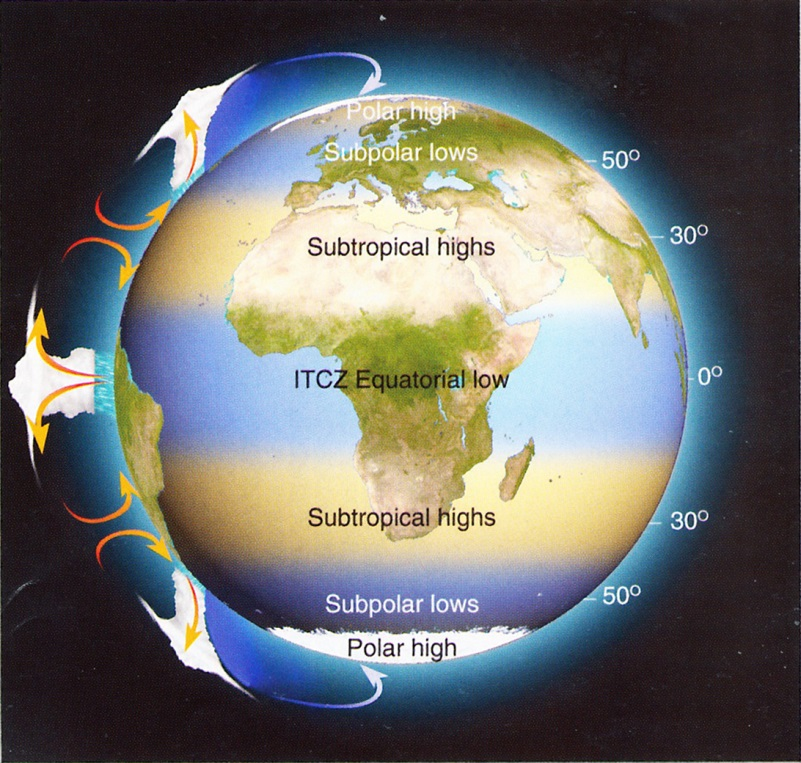 Polar high
Subpolar lows
50°
30°
Subtropical highs
ITCZ Equatorial low
0°
Subtropical highs
30°
50°
Subpolar lows
Polar high